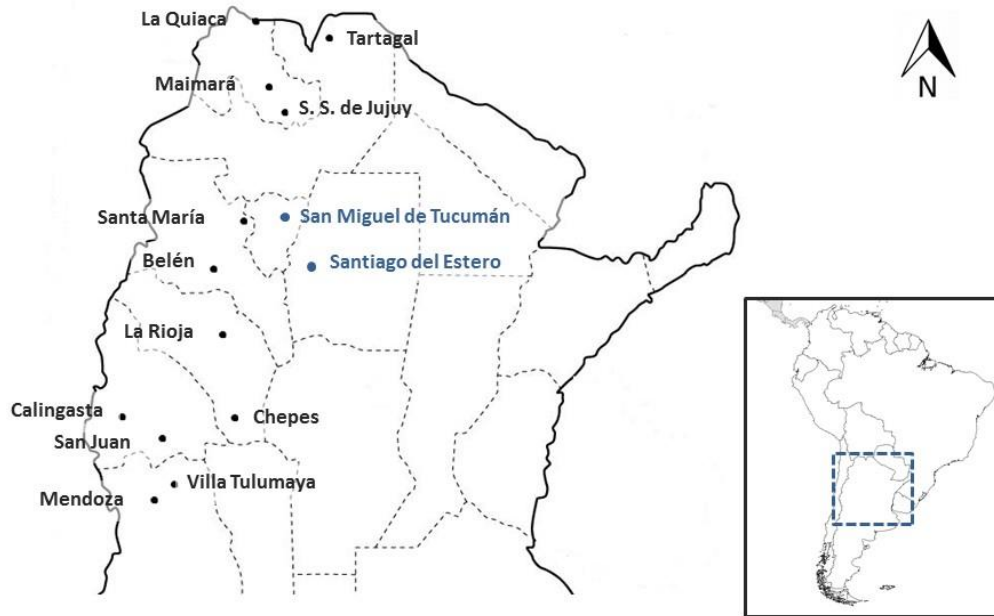 La Quiaca
Tartagal
Maimará
S. S. de Jujuy
N
Santa María
San Miguel de Tucumán
Belén
Santiago del Estero
La Rioja
Calingasta
Chepes
San Juan
Villa Tulumaya
Mendoza